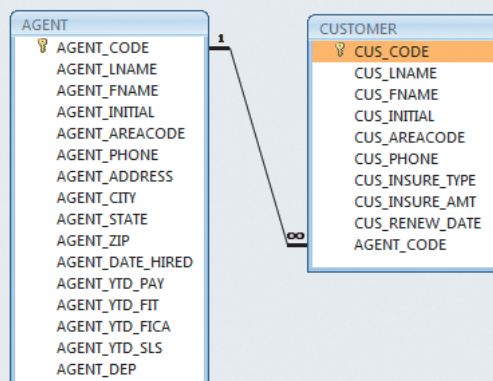 AGENT
AGENT_CODE
AGENT_LNAME
AGENT_FNAME
AGENT_INITIAL
AGENT_AREACODE
AGENT_PHONE
AGENT_ADDRESS
AGENT_CITY
AGENT_STATE
AGENT_ZIP
AGENT_DATE_HIRED
AGENT_YTD_PAY
AGENT_YTD_FIT
AGENT_YTD_FICA
AGENT_YTD_SLS
AGENT_DEP
1
∞
CUSTOMER
CUS_CODE
CUS_LNAME
CUS_FNAME
CUS_INITIAL
CUS_AREACODE
CUS_PHONE
CUS_INSURE_TYPE
CUS_INSURE_AMT
CUS_RENEW_DATE
AGENT_CODE